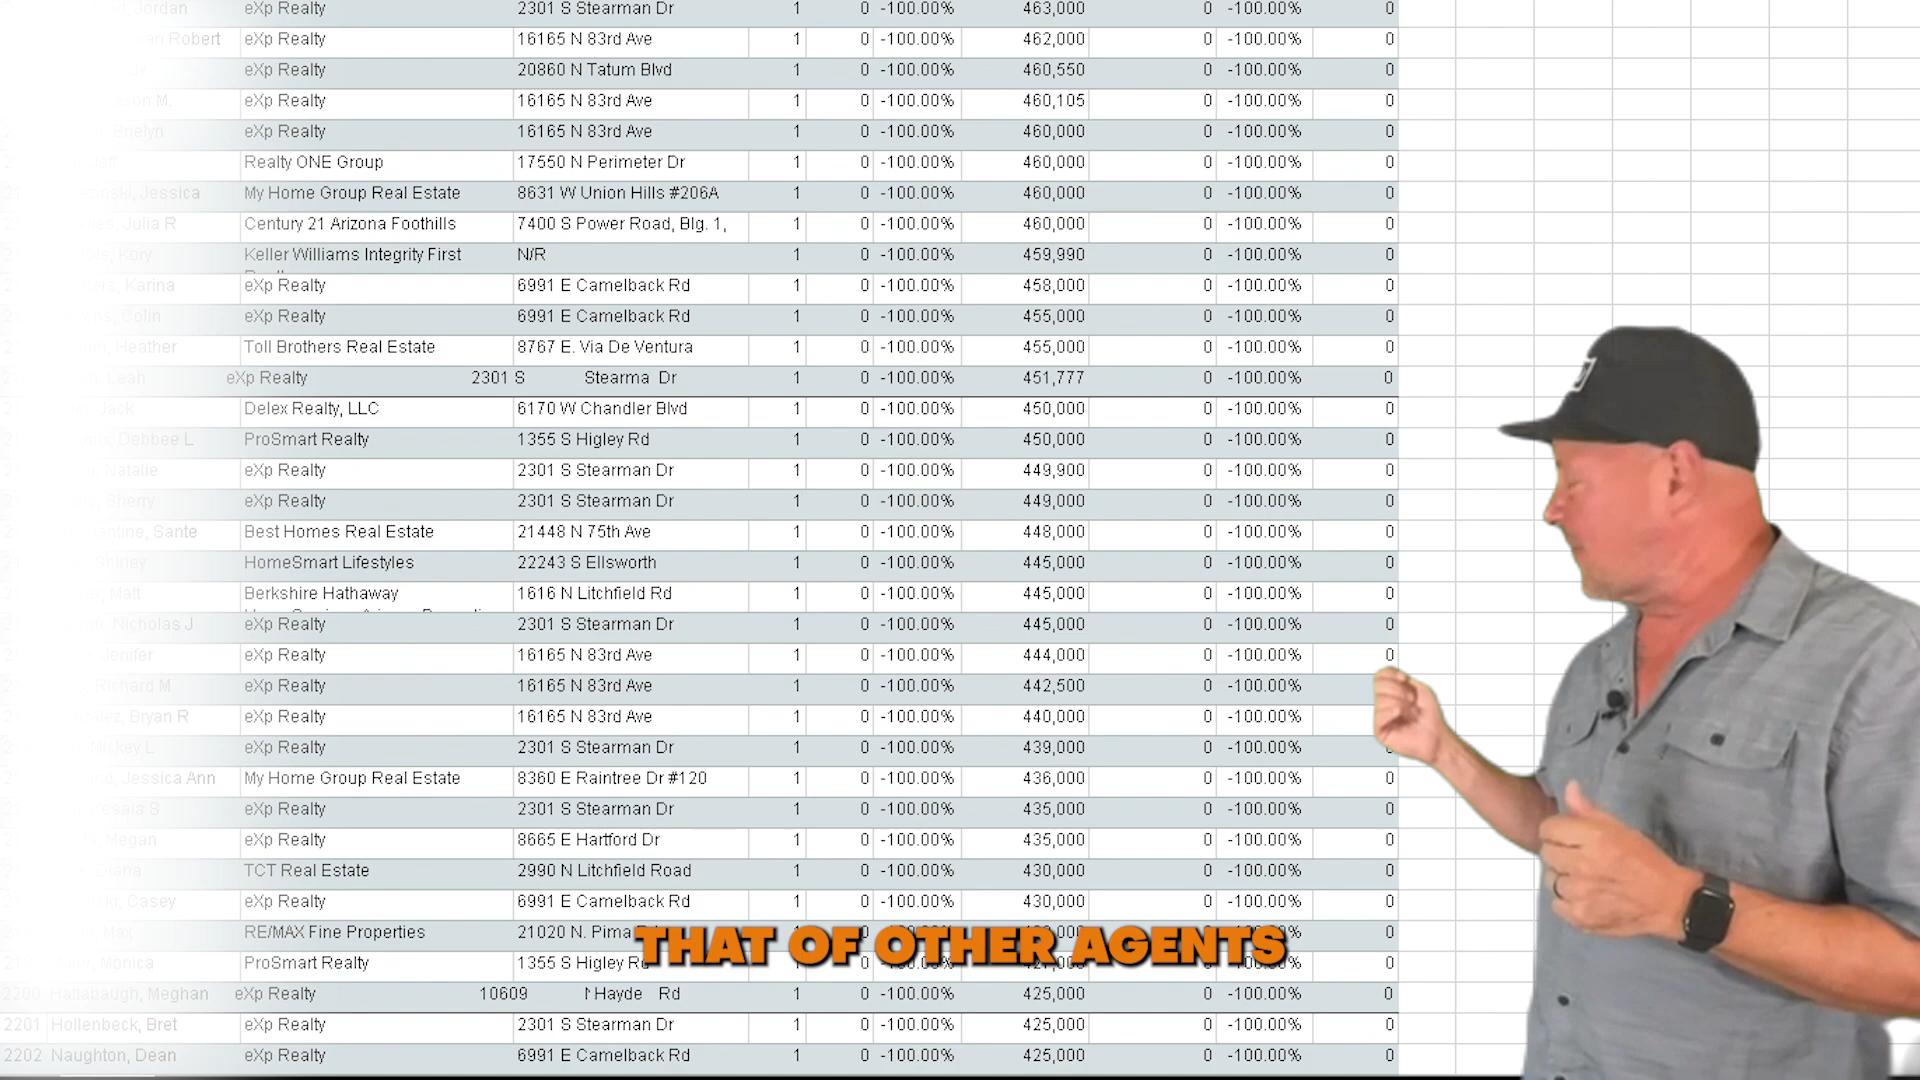 Jordan eXp Realty 2301 S Stearman Dr 1 0 -100.00% 463,000 0 -100.00% 0
Robert eXp Realty 16165 N 83rd Ave 1 0 -100.00% 462,000 0 -100.00% 0
eXp Realty 20860 N Tatum Blvd 1 0 -100.00% 460,550 0 -100.00% 0
M. eXp Realty 16165 N 83rd Ave 1 0 -100.00% 460,105 0 -100.00% 0
Brielyn eXp Realty 16165 N 83rd Ave 1 0 -100.00% 460,000 0 -100.00% 0
Realty ONE Group 17550 N Perimeter Dr 1 0 -100.00% 460,000 0 -100.00% 0
Jessica My Home Group Real Estate 8631 W Union Hills #206A 1 0 -100.00% 460,000 0 -100.00% 0
Julia R Century 21 Arizona Foothills 7400 S Power Road, Blg. 1, 1 0 -100.00% 460,000 0 -100.00% 0
Kory Keller Williams Integrity First N/R 1 0 -100.00% 459,990 0 -100.00% 0
Karina eXp Realty 6991 E Camelback Rd 1 0 -100.00% 458,000 0 -100.00% 0
Colin eXp Realty 6991 E Camelback Rd 1 0 -100.00% 455,000 0 -100.00% 0
Heather Toll Brothers Real Estate 8767 E. Via De Ventura 1 0 -100.00% 455,000 0 -100.00% 0
Leah eXp Realty 2301 S Stearma Dr 1 0 -100.00% 451,777 0 -100.00% 0
Jack Delex Realty, LLC 6170 W Chandler Blvd 1 0 -100.00% 450,000 0 -100.00% 0
Debbee L ProSmart Realty 1355 S Higley Rd 1 0 -100.00% 450,000 0 -100.00% 0
Natalie eXp Realty 2301 S Stearman Dr 1 0 -100.00% 449,900 0 -100.00% 0
Sherry eXp Realty 2301 S Stearman Dr 1 0 -100.00% 449,000 0 -100.00% 0
Sante Best Homes Real Estate 21448 N 75th Ave 1 0 -100.00% 448,000 0 -100.00% 0
Shirley HomeSmart Lifestyles 22243 S Ellsworth 1 0 -100.00% 445,000 0 -100.00% 0
Matt Berkshire Hathaway 1616 N Litchfield Rd 1 0 -100.00% 445,000 0 -100.00% 0
Nicholas J eXp Realty 2301 S Stearman Dr 1 0 -100.00% 445,000 0 -100.00% 0
Jenifer eXp Realty 16165 N 83rd Ave 1 0 -100.00% 444,000 0 -100.00% 0
Richard M eXp Realty 16165 N 83rd Ave 1 0 -100.00% 442,500 0 -100.00%
Bryan R eXp Realty 16165 N 83rd Ave 1 0 -100.00% 440,000 0 -100.00%
Mickey L eXp Realty 2301 S Stearman Dr 1 0 -100.00% 439,000 0 -100.00% 0
Jessica Ann My Home Group Real Estate 8360 E Raintree Dr #120 1 0 -100.00% 436,000 0 -100.00% 0
S eXp Realty 2301 S Stearman Dr 1 0 -100.00% 435,000 0 -100.00% 0
Megan eXp Realty 8665 E Hartford Dr 1 0 -100.00% 435,000 0 -100.00% 0
Diana TCT Real Estate 2990 N Litchfield Road 1 0 -100.00% 430,000 0 -100.00% 0
Casey eXp Realty 6991 E Camelback Rd 1 0 -100.00% 430,000 0 -100.00% 0
Max RE/MAX Fine Properties 21020 N. Pima 0 -100.00% 0
THAT OF OTHER AGENTS
Monica ProSmart Realty 1355 S Higley Rd 0 -100.00% 0
2200 Hallabaugh, Meghan eXp Realty 10609 Hayde Rd 1 0 -100.00% 425,000 0 -100.00% 0
2201 Hollenbeck, Bret eXp Realty 2301 S Stearman Dr 1 0 -100.00% 425,000 0 -100.00% 0
2202 Naughton, Dean eXp Realty 6991 E Camelback Rd 1 0 -100.00% 425,000 0 -100.00% 0